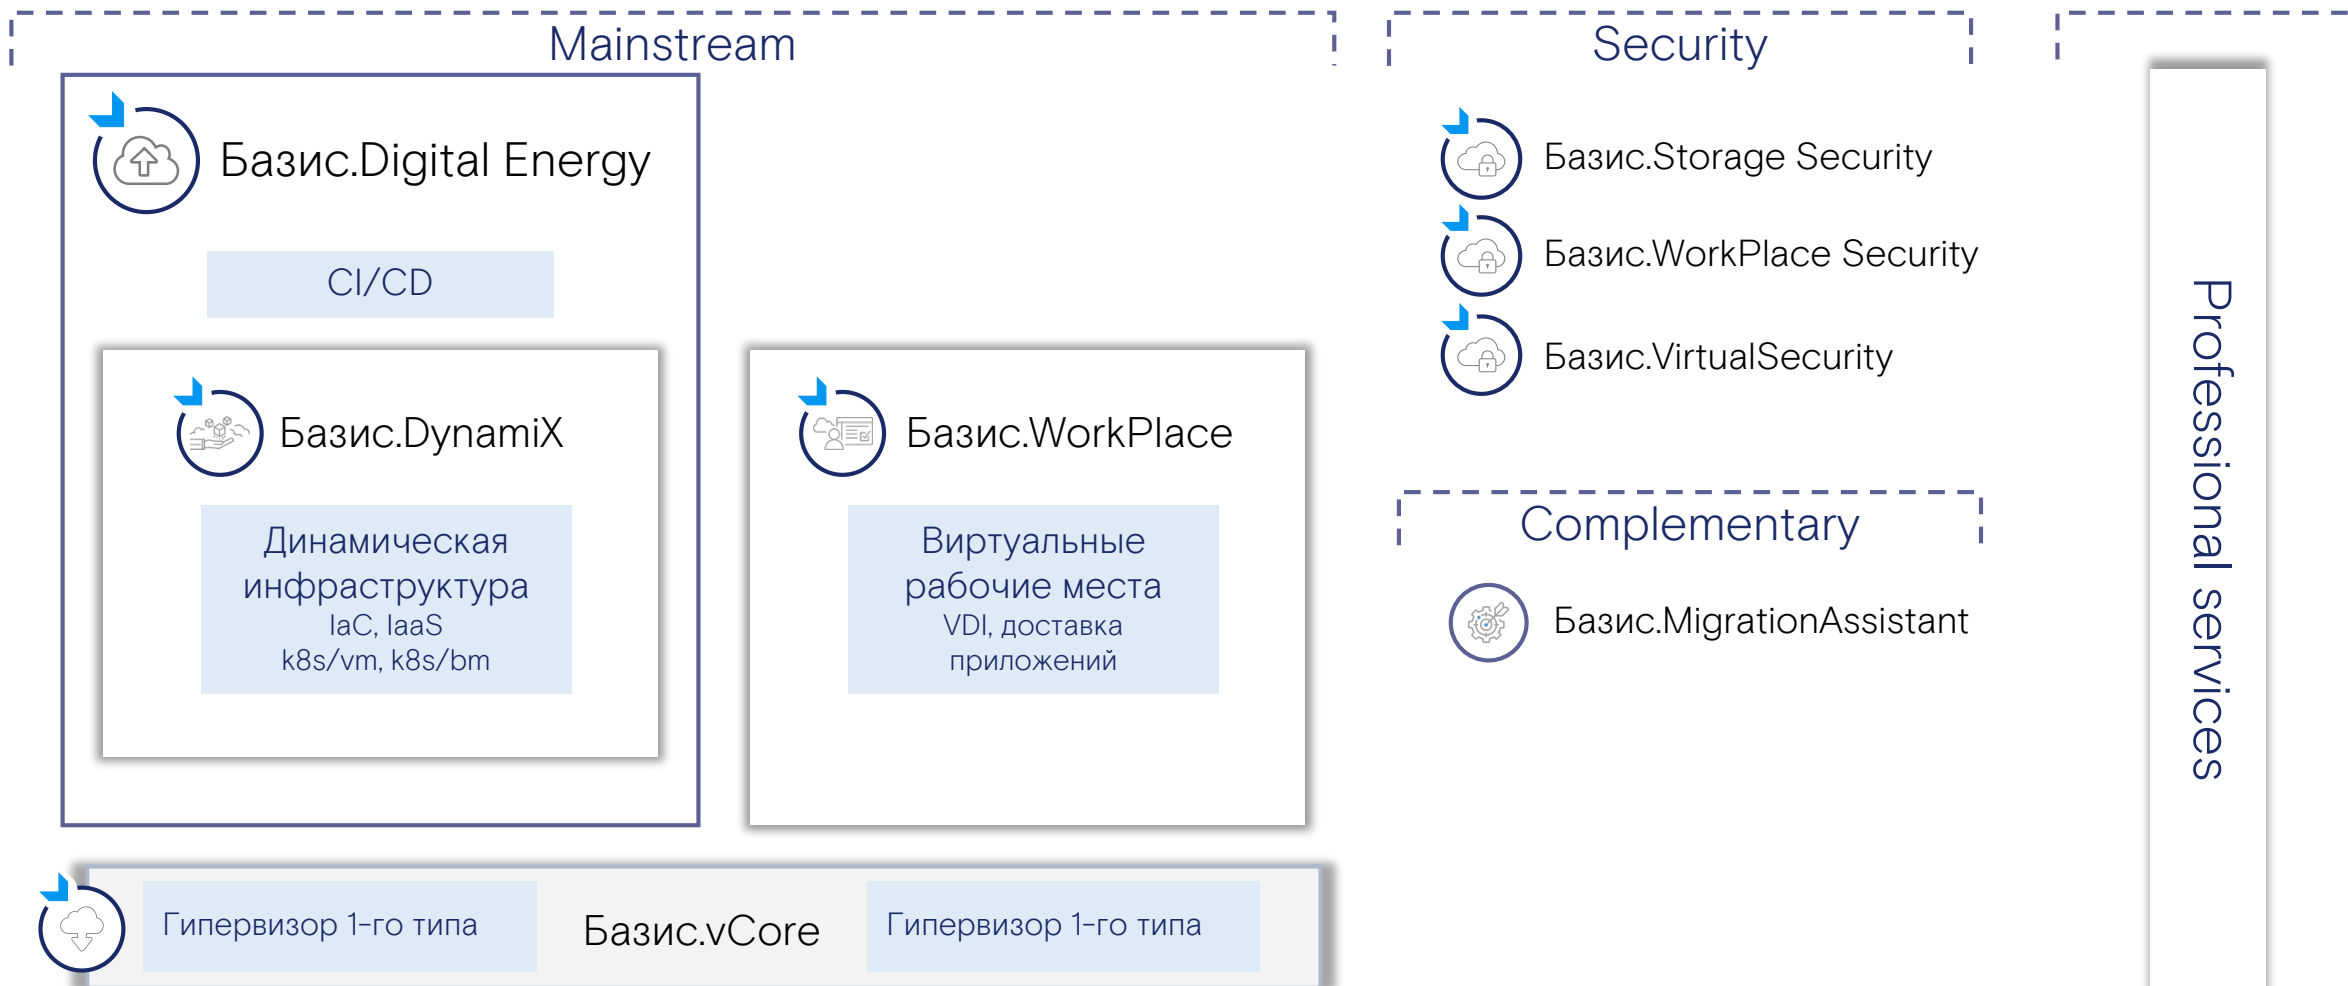 Mainstream
Базис.Digital Energy
CI/CD
Базис.DynamiX
Динамическая
инфраструктура
IaC, IaaS
k8s/vm, k8s/bm
Базис.WorkPlace
Виртуальные
рабочие места
VDI, доставка
приложений
Гипервизор 1-го типа
Базис.vCore
Гипервизор 1-го типа
Security
Базис.Storage Security
Базис.WorkPlace Security
Базис.VirtualSecurity
Complementary
Базис.MigrationAssistant
Professional services